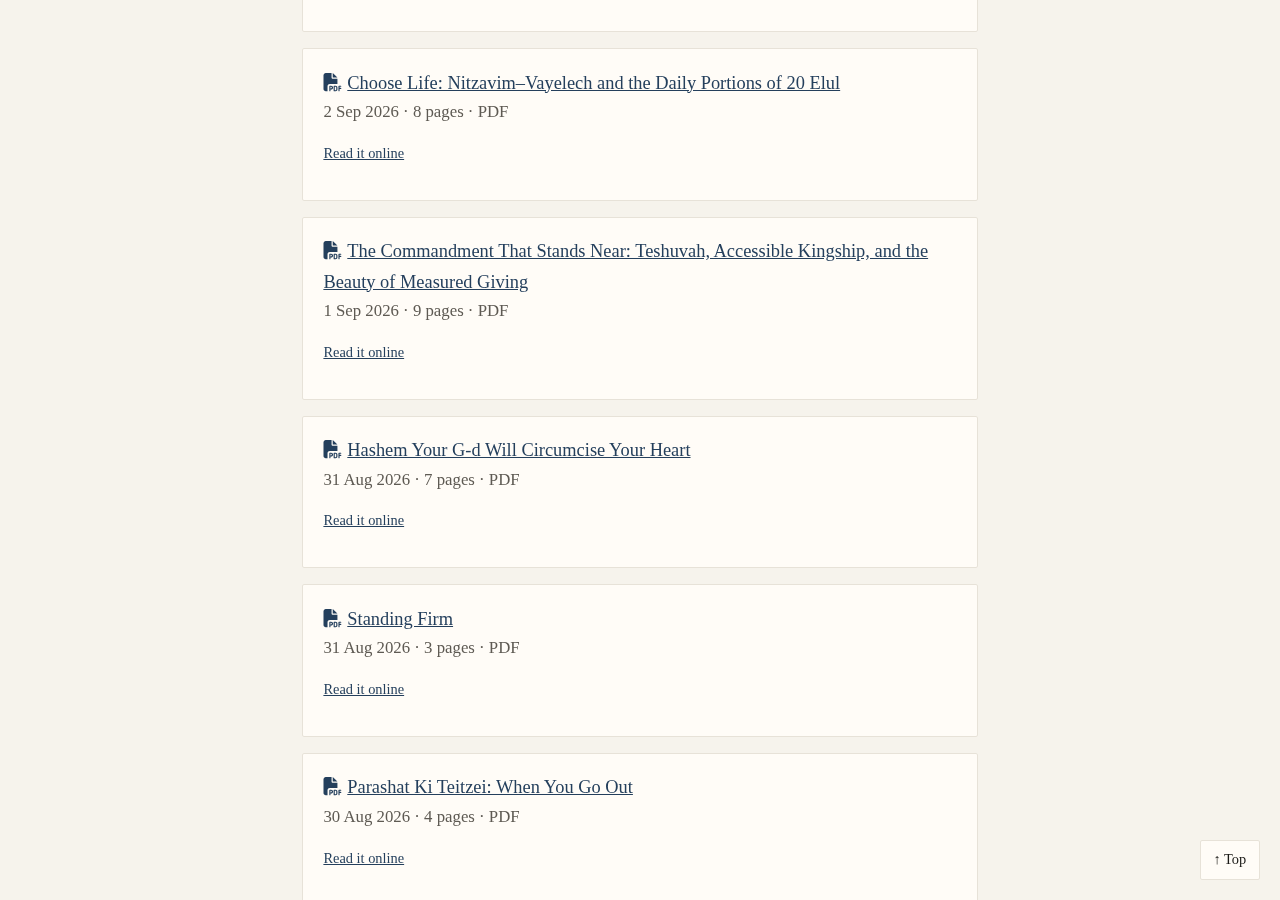 Choose Life: Nitzavim–Vayelech and the Daily Portions of 20 Elul
2 Sep 2026 · 8 pages · PDF
Read it online
The Commandment That Stands Near: Teshuvah, Accessible Kingship, and the
Beauty of Measured Giving
1 Sep 2026 · 9 pages · PDF
Read it online
Hashem Your G-d Will Circumcise Your Heart
31 Aug 2026 · 7 pages · PDF
Read it online
Standing Firm
31 Aug 2026 · 3 pages · PDF
Read it online
Parashat Ki Teitzei: When You Go Out
30 Aug 2026 · 4 pages · PDF
Read it online
↑ Top